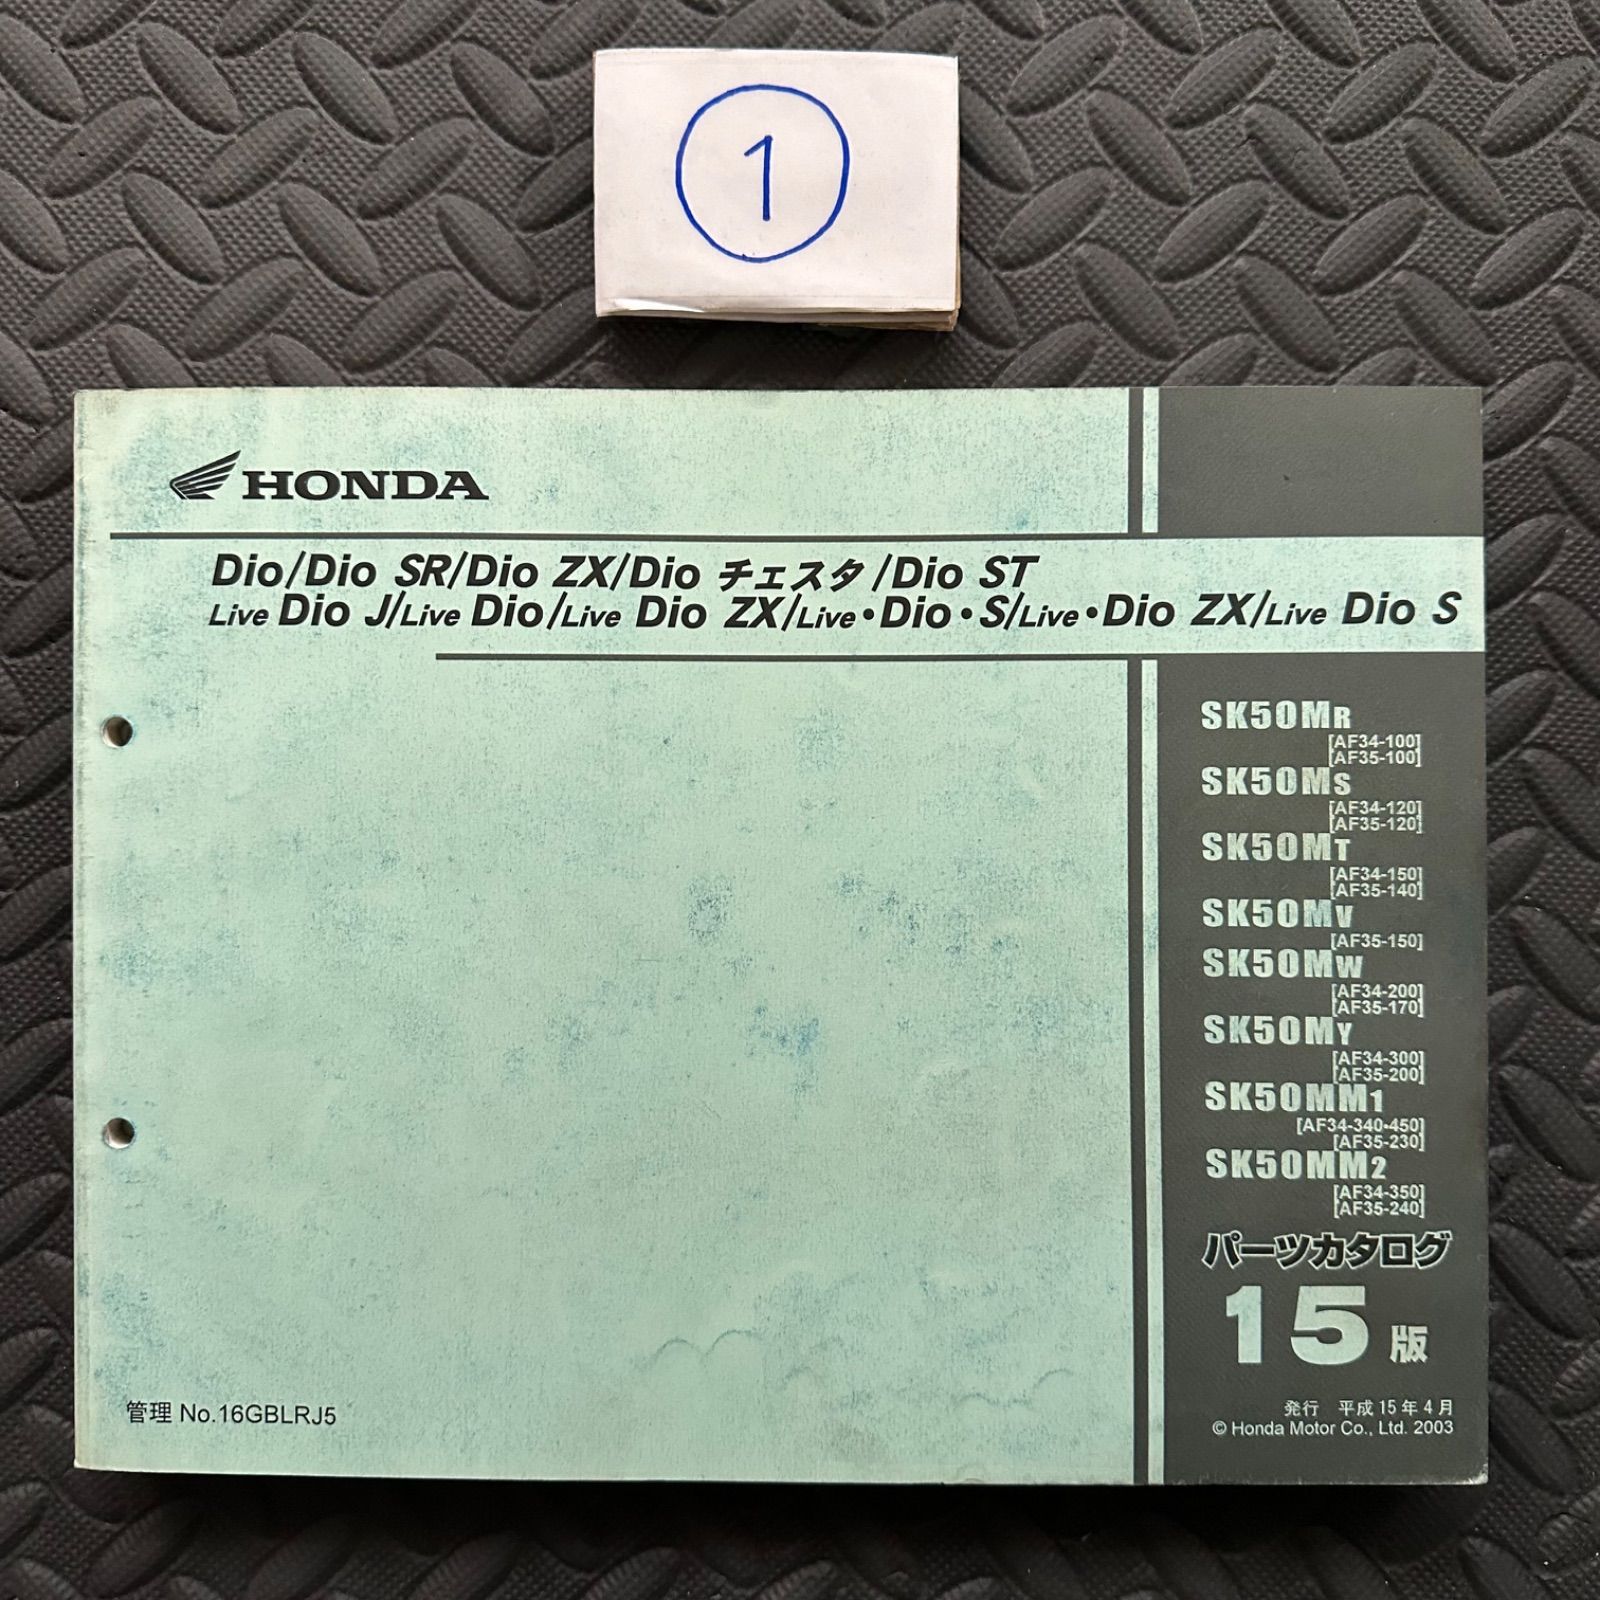 ①
HONDA
Dio/Dio SR/Dio ZX/Dio チェスタ /Dio ST
Live Dio J/Live Dio/Live Dio ZX/Live・Dio・S/Live・Dio ZX/Live Dio S
SK50MR
[AF34-100]
[AF35-100]
SK50MS
[AF34-120]
[AF35-120]
SK50MT
[AF34-150]
[AF35-140]
SK50MV
[AF35-150]
SK50MW
[AF34-200]
[AF35-170]
SK50MY
[AF34-300]
[AF35-200]
SK50MM1
[AF34-340・450]
[AF35-230]
SK50MM2
[AF34-350]
[AF35-240]
パーツカタログ
15版
管理 No.16GBLRJ5
発行 平成15年4月
© Honda Motor Co., Ltd. 2003